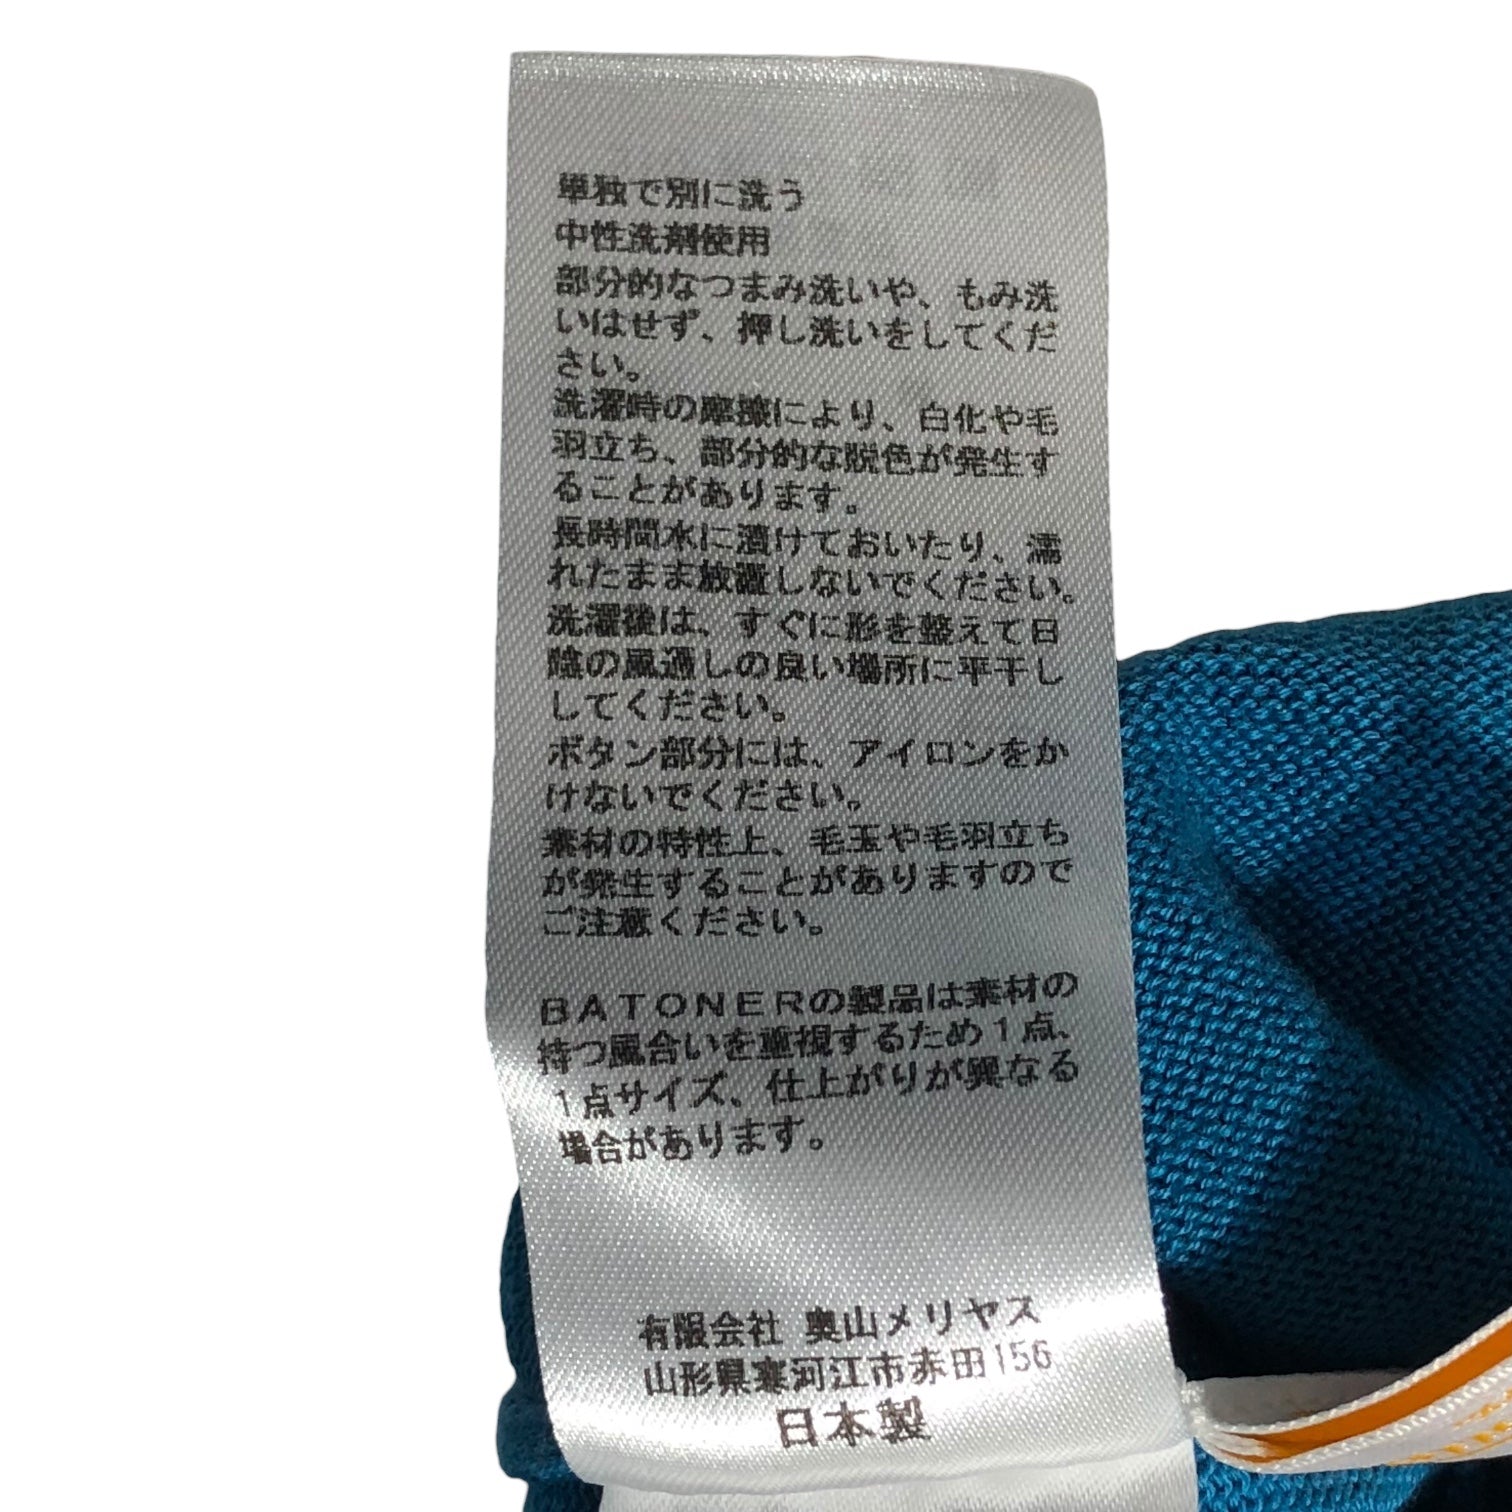 単独で別に洗う
中性洗剤使用
部分的なつまみ洗いや、もみ洗
いはせず、押し洗いをしてくだ
さい。
洗濯時の摩擦により、白化や毛
羽立ち、部分的な脱色が発生す
ることがあります。
長時間水に漬けておいたり、濡
れたまま放置しないでください。
洗濯後は、すぐに形を整えて日
陰の風通しの良い場所に平干し
してください。
ボタン部分には、アイロンをか
けないでください。
素材の特性上、毛玉や毛羽立ち
が発生することがありますので
ご注意ください。
ＢＡＴＯＮＥＲの製品は素材の
持つ風合いを重視するため１点、
１点サイズ、仕上がりが異なる
場合があります。
有限会社 奥山メリヤス
山形県寒河江市赤田156
日本製